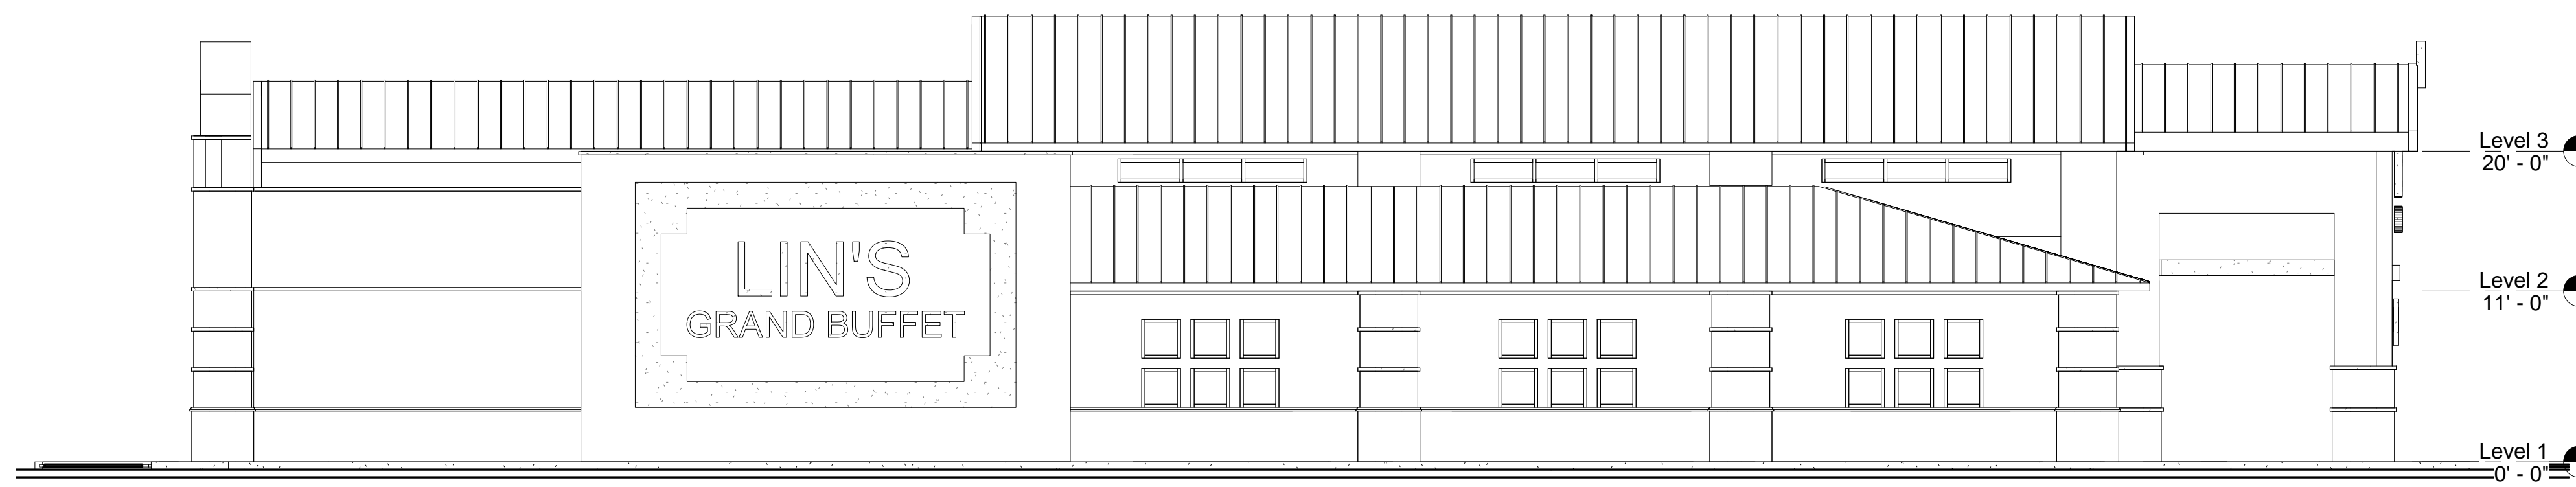 LIN'S
GRAND BUFFET
Level 3
20' - 0"
Level 2
11' - 0"
Level 1
0' - 0"